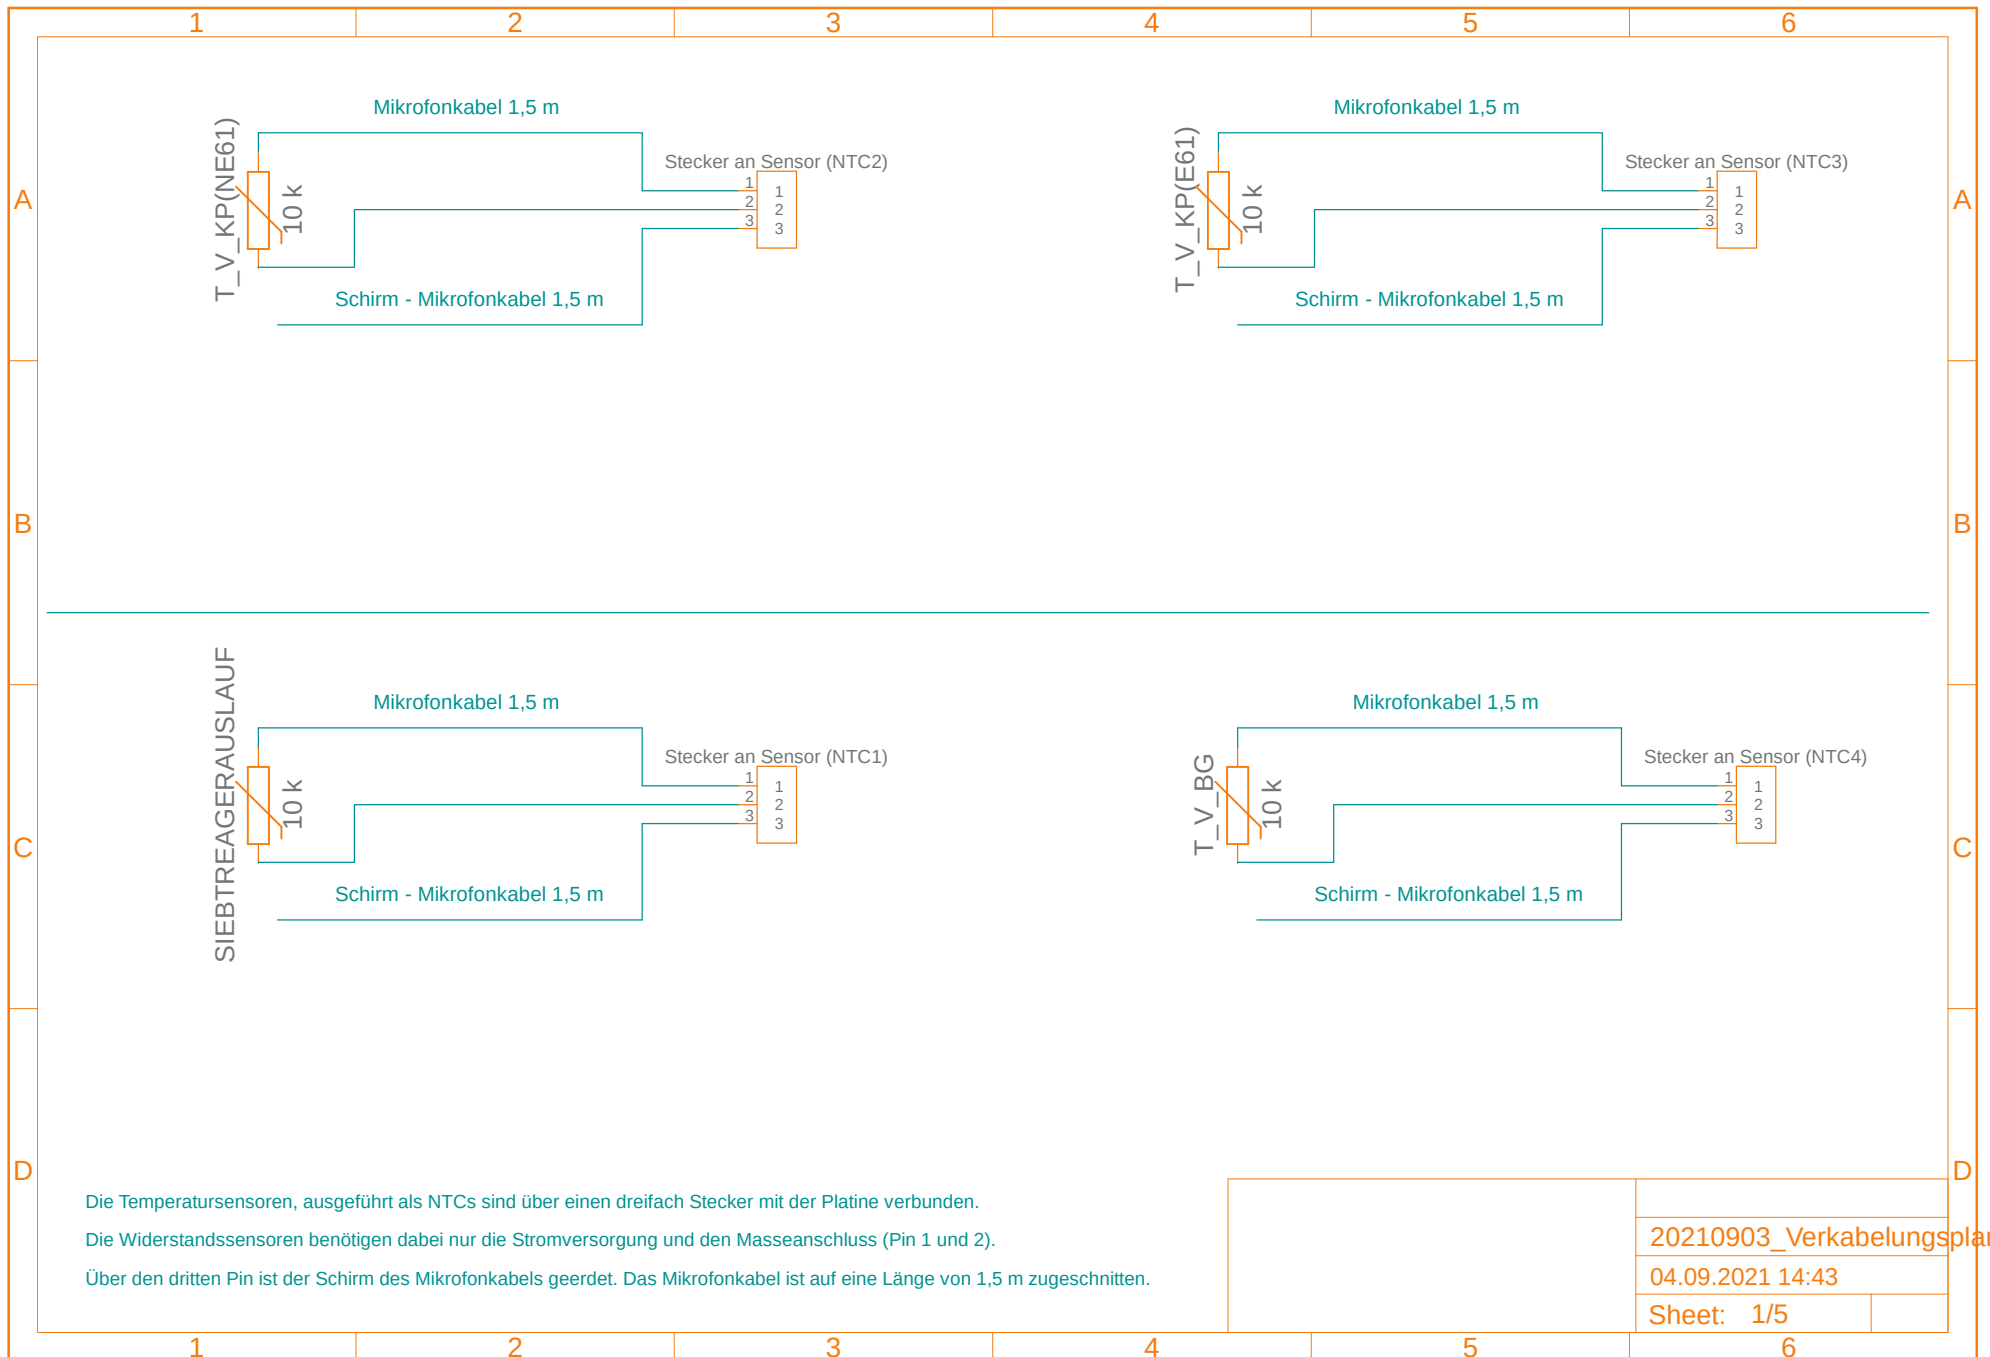 1 2 3 4 5 6
A A
B B
C C
D D
Mikrofonkabel 1,5 m
T_V_KP(NE61)
10 k
Stecker an Sensor (NTC2)
1 1
2 2
3 3
Schirm - Mikrofonkabel 1,5 m
Mikrofonkabel 1,5 m
T_V_KP(E61)
10 k
Stecker an Sensor (NTC3)
1 1
2 2
3 3
Schirm - Mikrofonkabel 1,5 m
Mikrofonkabel 1,5 m
SIEBTREAGERAUSLAUF
10 k
Stecker an Sensor (NTC1)
1 1
2 2
3 3
Schirm - Mikrofonkabel 1,5 m
Mikrofonkabel 1,5 m
T_V_BG
10 k
Stecker an Sensor (NTC4)
1 1
2 2
3 3
Schirm - Mikrofonkabel 1,5 m
Die Temperatursensoren, ausgeführt als NTCs sind über einen dreifach Stecker mit der Platine verbunden.
Die Widerstandssensoren benötigen dabei nur die Stromversorgung und den Masseanschluss (Pin 1 und 2).
Über den dritten Pin ist der Schirm des Mikrofonkabels geerdet. Das Mikrofonkabel ist auf eine Länge von 1,5 m zugeschnitten.
20210903_Verkabelungsplan
04.09.2021 14:43
Sheet: 1/5
1 2 3 4 5 6